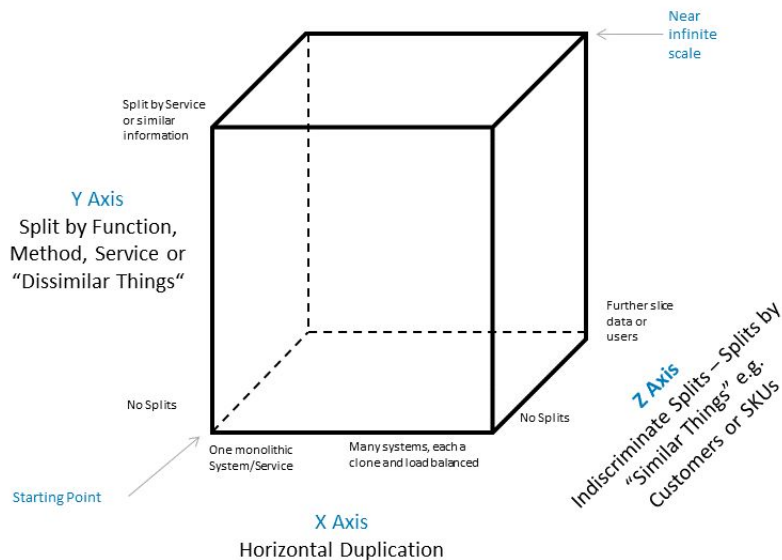 Near
infinite
scale
Split by Service
or similar
information
Y Axis
Split by Function,
Method, Service or
“Dissimilar Things“
Further slice
data or
users
Z Axis
Indiscriminate Splits – Splits by
“Similar Things” e.g.
Customers or SKUs
No Splits
No Splits
One monolithic
System/Service
Many systems, each a
clone and load balanced
Starting Point
X Axis
Horizontal Duplication